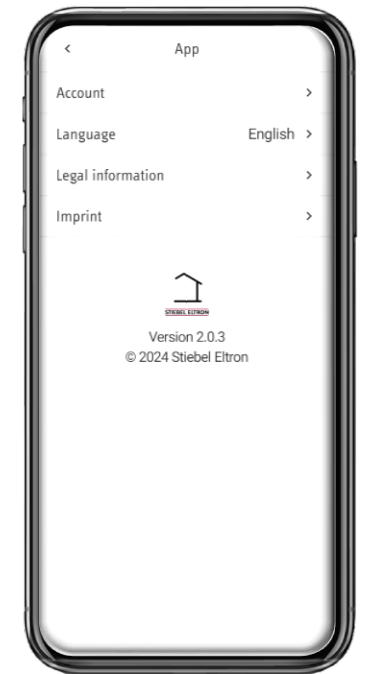 App
Account
Language English
Legal information
Imprint
STIEBEL ELTRON
Version 2.0.3
© 2024 Stiebel Eltron